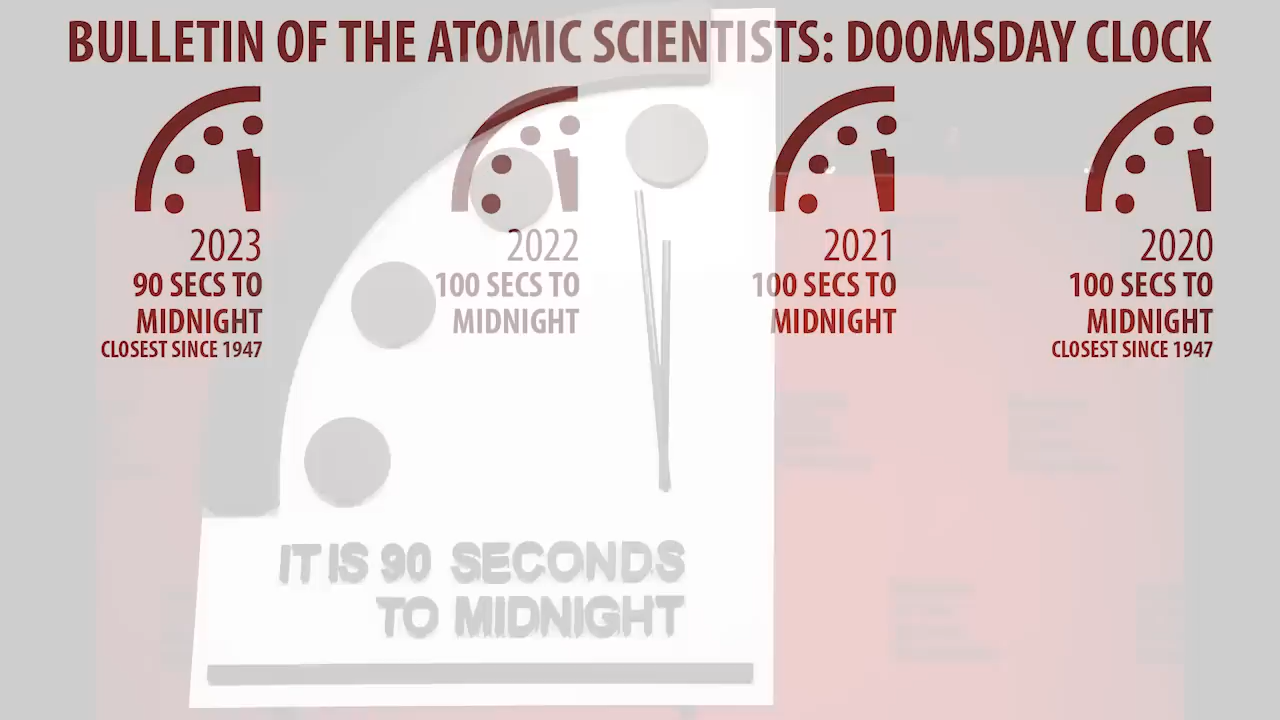 BULLETIN OF THE ATOMIC SCIENTISTS: DOOMSDAY CLOCK
2023
90 SECS TO
MIDNIGHT
CLOSEST SINCE 1947
2022
100 SECS TO
MIDNIGHT
2021
100 SECS TO
MIDNIGHT
2020
100 SECS TO
MIDNIGHT
CLOSEST SINCE 1947
IT IS 90 SECONDS
TO MIDNIGHT